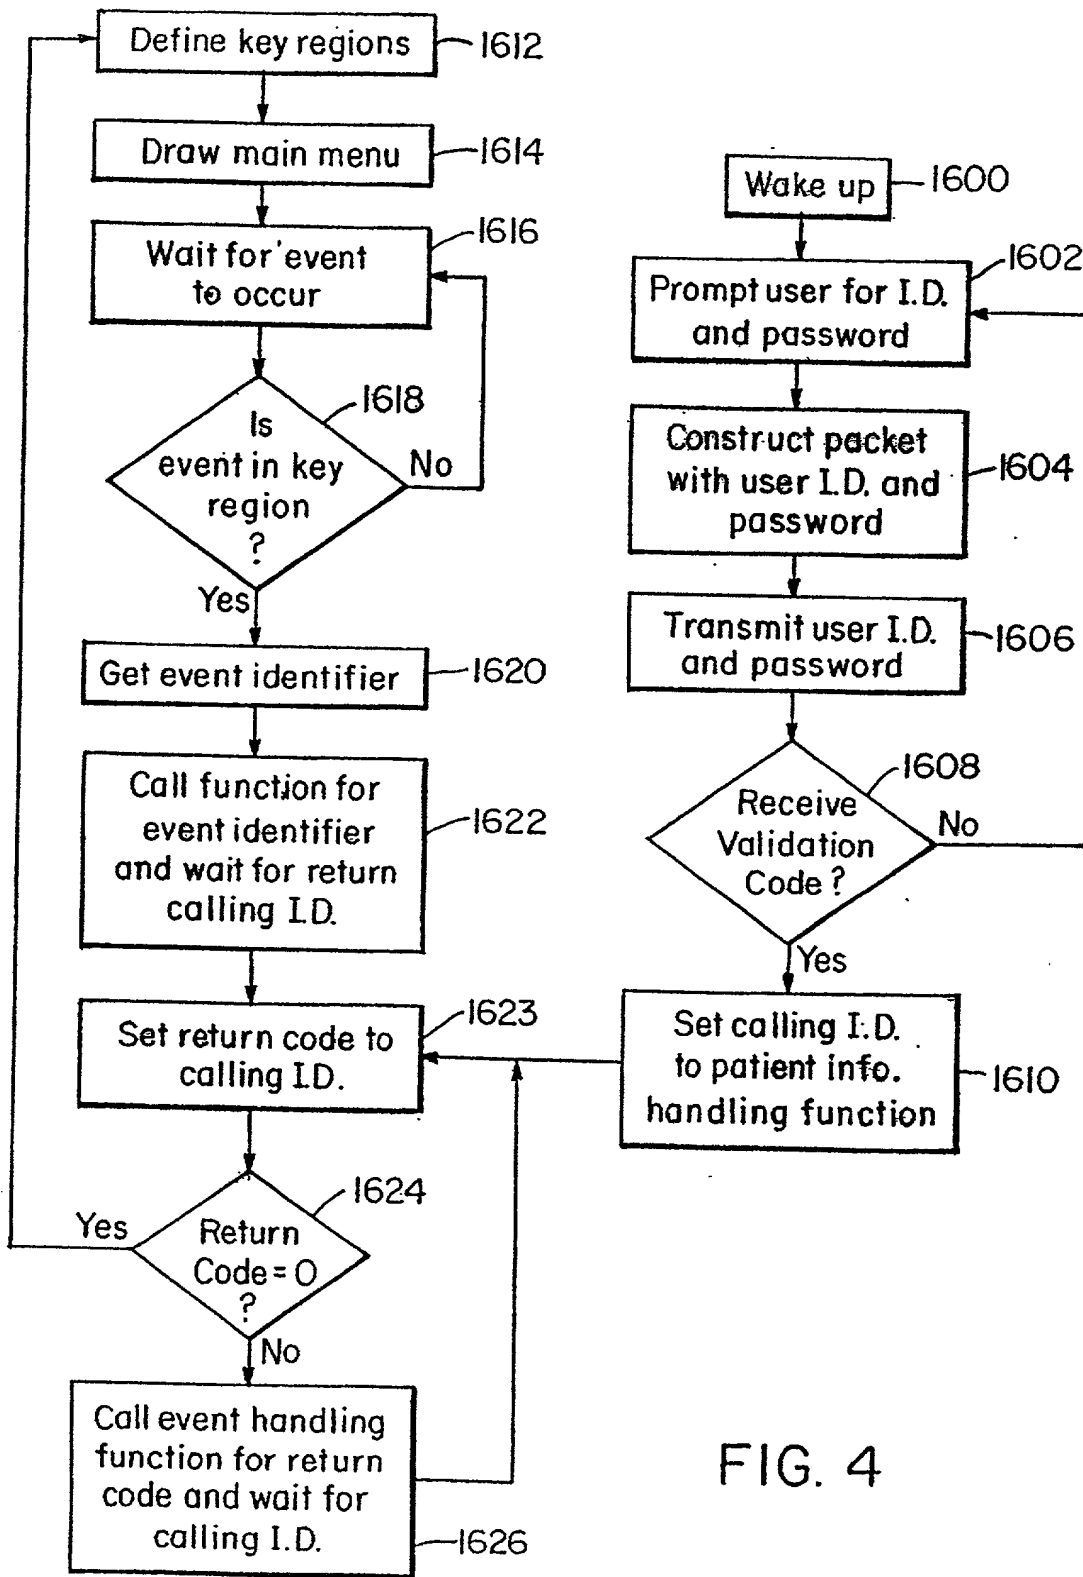 Define key regions
1612
Draw main menu
1614
Wait for event
to occur
1616
Is
event in key
region
?
1618
No
Yes
Get event identifier
1620
Call function for
event identifier
and wait for return
calling I.D.
1622
Set return code to
calling I.D.
1623
Return
Code = 0
?
1624
Yes
No
Call event handling
function for return
code and wait for
calling I.D.
1626
Wake up
1600
Prompt user for I.D.
and password
1602
Construct packet
with user I.D. and
password
1604
Transmit user I.D.
and password
1606
Receive
Validation
Code?
1608
No
Yes
Set calling I.D.
to patient info.
handling function
1610
FIG. 4